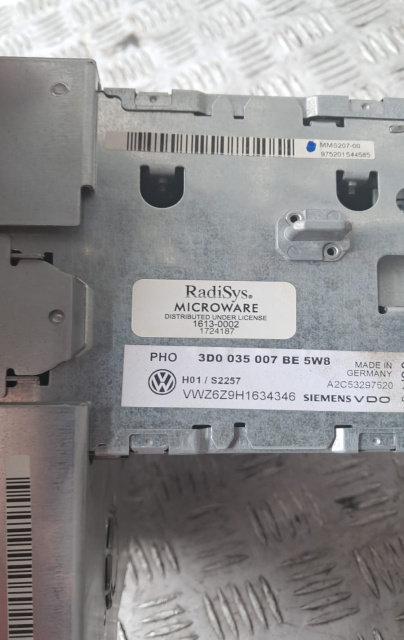 MMS207-00
975201544585
RadiSys®
MICROWARE
DISTRIBUTED UNDER LICENSE
1613-0002
1724187
PHO 3D0 035 007 BE 5W8
MADE IN
GERMANY
H01 / S2257
A2C53297520
VWZ6Z9H1634346 SIEMENS VDO